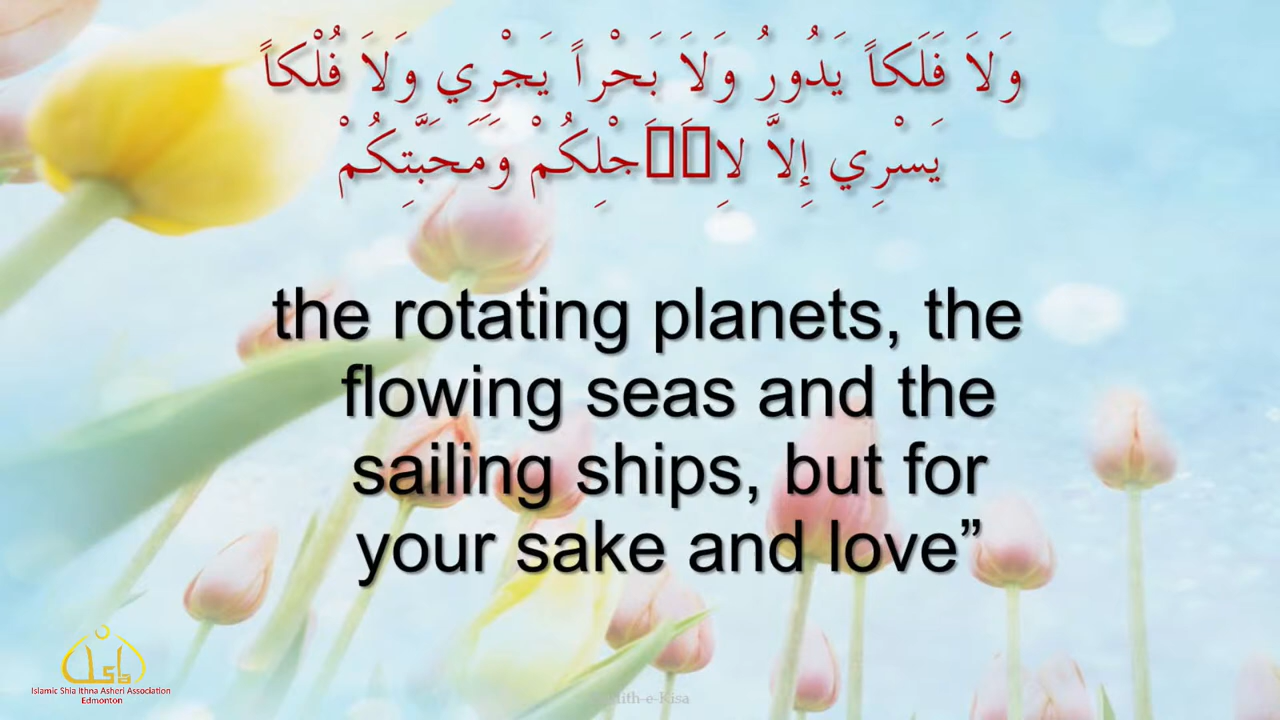 وَلاَ فَلَكاً يَدُورُ وَلاَ بَحْراً يَجْرِي وَلاَ فُلْكاً
يَسْرِي إِلاَّ لاِجْلِكُمْ وَمَحَبَّتِكُمْ
the rotating planets, the
flowing seas and the
sailing ships, but for
your sake and love”
Islamic Shia Ithna Asheri Association
Edmonton